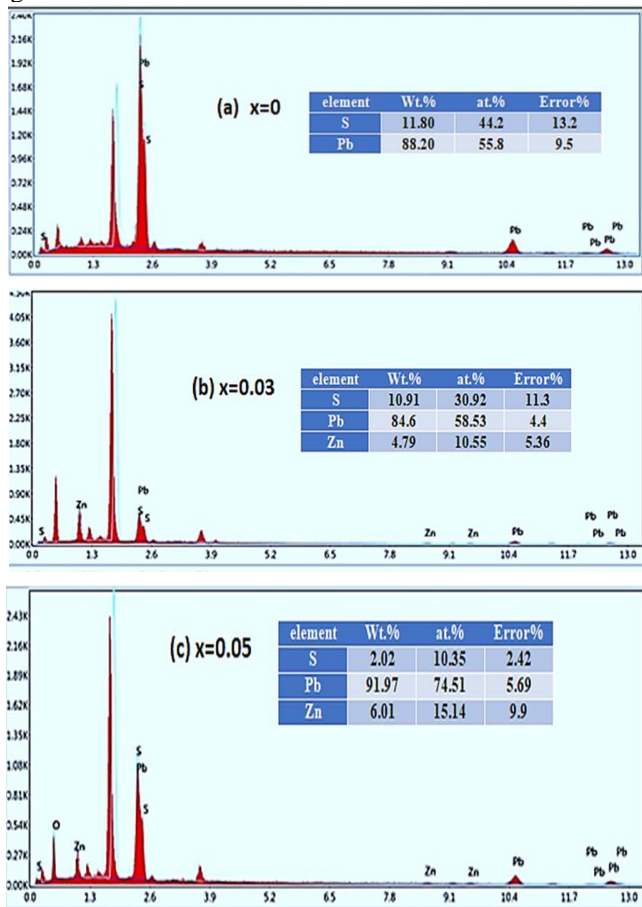 2.40K
2.16K
1.92K
1.68K
1.44K
1.20K
0.96K
0.72K
0.48K
0.24K
0.00K
Pb
S
S
S
(a) x=0
element Wt.% at.% Error%
S 11.80 44.2 13.2
Pb 88.20 55.8 9.5
Pb
Pb Pb
Pb Pb
0.0 1.3 2.6 3.9 5.2 6.5 7.8 9.1 10.4 11.7 13.0
4.50K
4.05K
3.60K
3.15K
2.70K
2.25K
1.80K
1.35K
0.90K
0.45K
0.00K
(b) x=0.03
element Wt.% at.% Error%
S 10.91 30.92 11.3
Pb 84.6 58.53 4.4
Zn 4.79 10.55 5.36
Zn
Pb
S
S
S
Zn Zn Pb
Pb Pb
Pb Pb
0.0 1.3 2.6 3.9 5.2 6.5 7.8 9.1 10.4 11.7 13.0
2.43K
2.16K
1.89K
1.62K
1.35K
1.08K
0.81K
0.54K
0.27K
0.00K
(c) x=0.05
element Wt.% at.% Error%
S 2.02 10.35 2.42
Pb 91.97 74.51 5.69
Zn 6.01 15.14 9.9
S
Pb
S
O
Zn
S
Zn Zn Pb
Pb Pb
Pb Pb
0.0 1.3 2.6 3.9 5.2 6.5 7.8 9.1 10.4 11.7 13.0